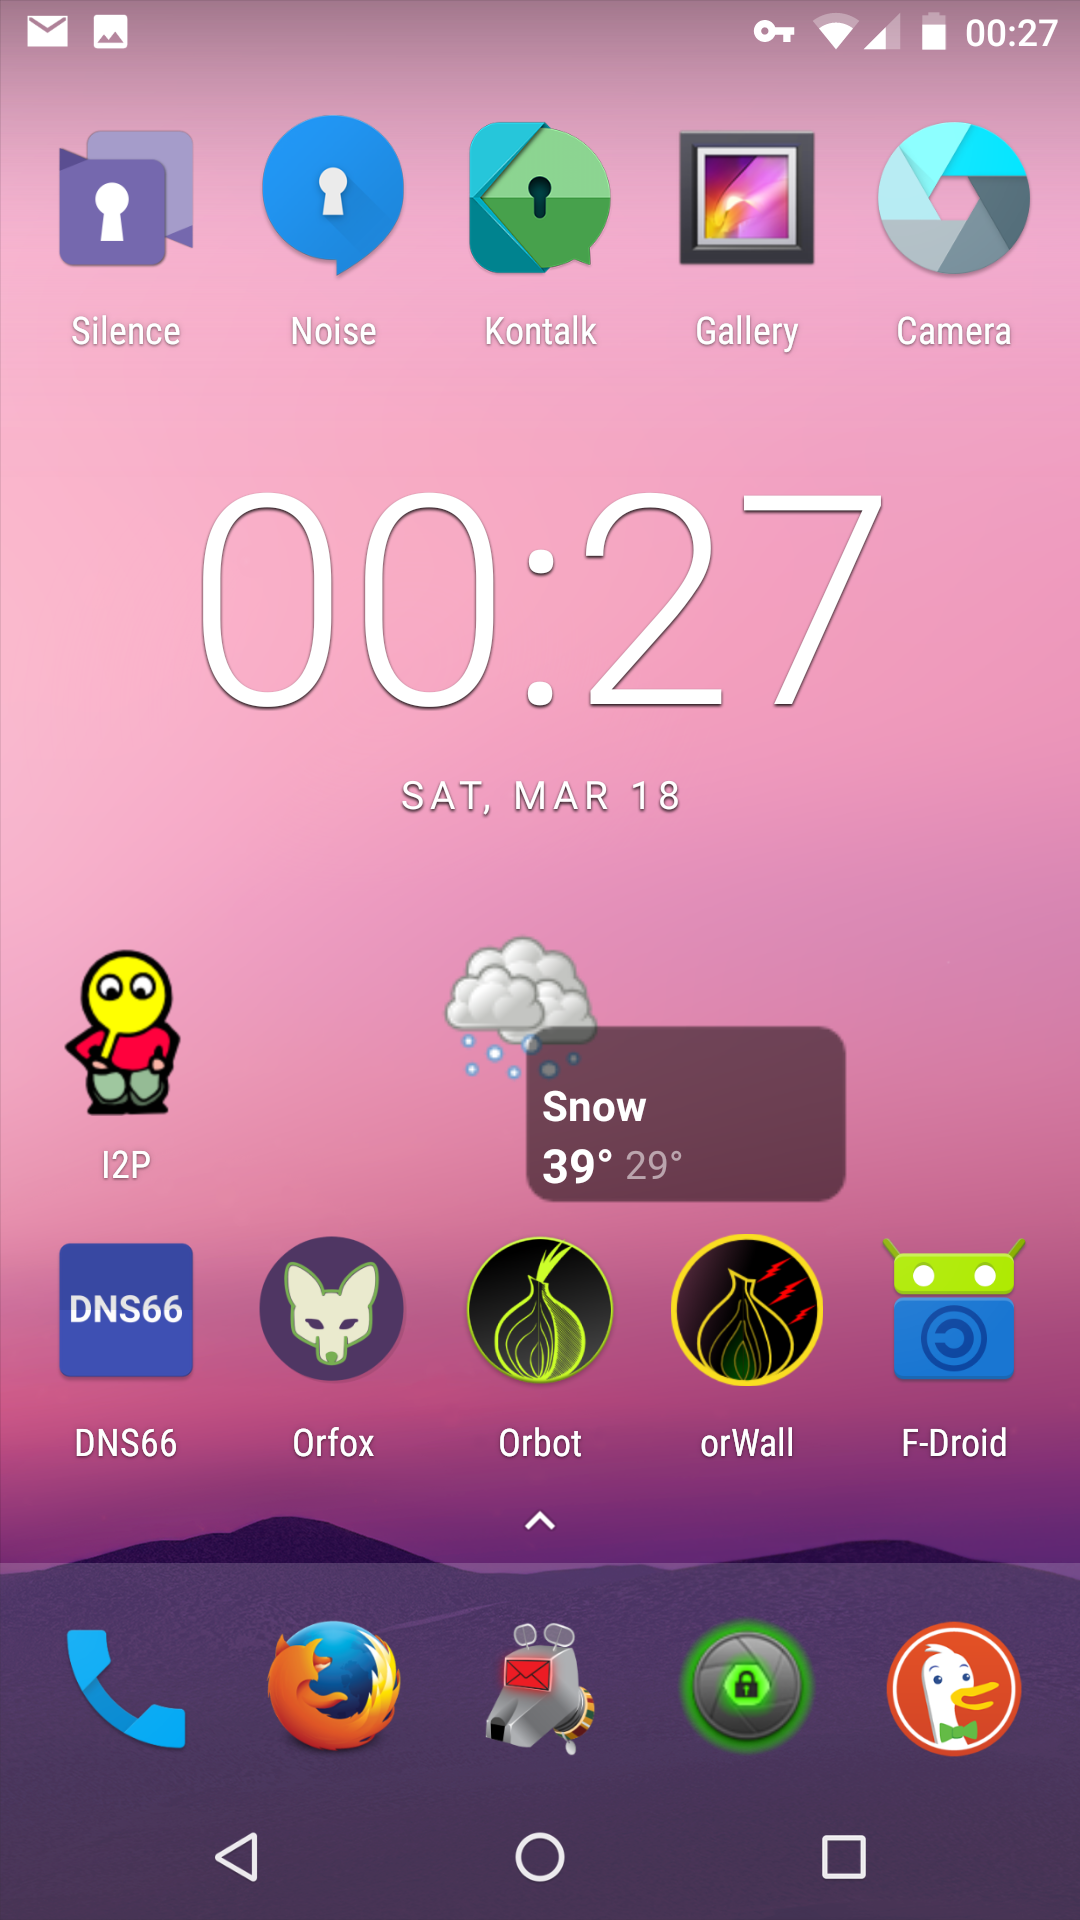 00:27
Silence
Noise
Kontalk
Gallery
Camera
00:27
SAT, MAR 18
Snow
39° 29°
I2P
DNS66
DNS66
Orfox
Orbot
orWall
F-Droid